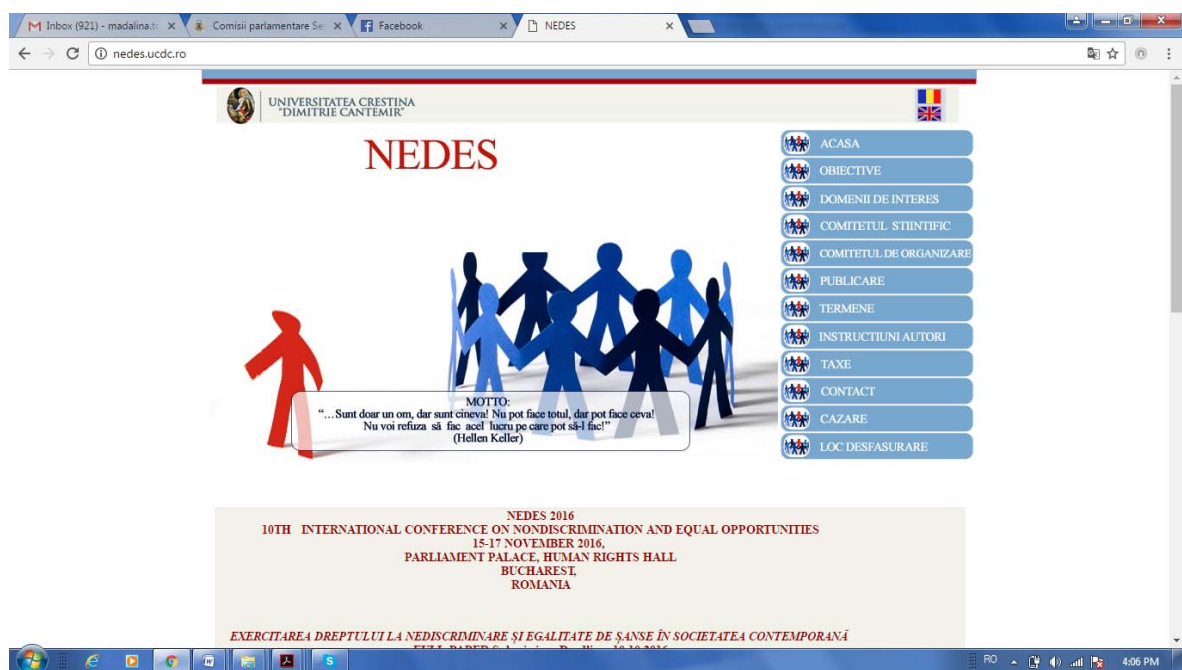 Inbox (921) - madalina.t
Comisii parlamentare Se
Facebook
NEDES
nedes.ucdc.ro
UNIVERSITATEA CRESTINA
"DIMITRIE CANTEMIR"
NEDES
ACASA
OBIECTIVE
DOMENII DE INTERES
COMITETUL STIINTIFIC
COMITETUL DE ORGANIZARE
PUBLICARE
TERMENE
INSTRUCTIUNI AUTORI
TAXE
CONTACT
CAZARE
LOC DESFASURARE
MOTTO:
“…Sunt doar un om, dar sunt cineva! Nu pot face totul, dar pot face ceva!
Nu voi refuza să fac acel lucru pe care pot să-l fac!”
(Hellen Keller)
NEDES 2016
10TH INTERNATIONAL CONFERENCE ON NONDISCRIMINATION AND EQUAL OPPORTUNITIES
15-17 NOVEMBER 2016,
PARLIAMENT PALACE, HUMAN RIGHTS HALL
BUCHAREST,
ROMANIA
EXERCITAREA DREPTULUI LA NEDISCRIMINARE ȘI EGALITATE DE ȘANSE ÎN SOCIETATEA CONTEMPORANĂ
RO
4:06 PM